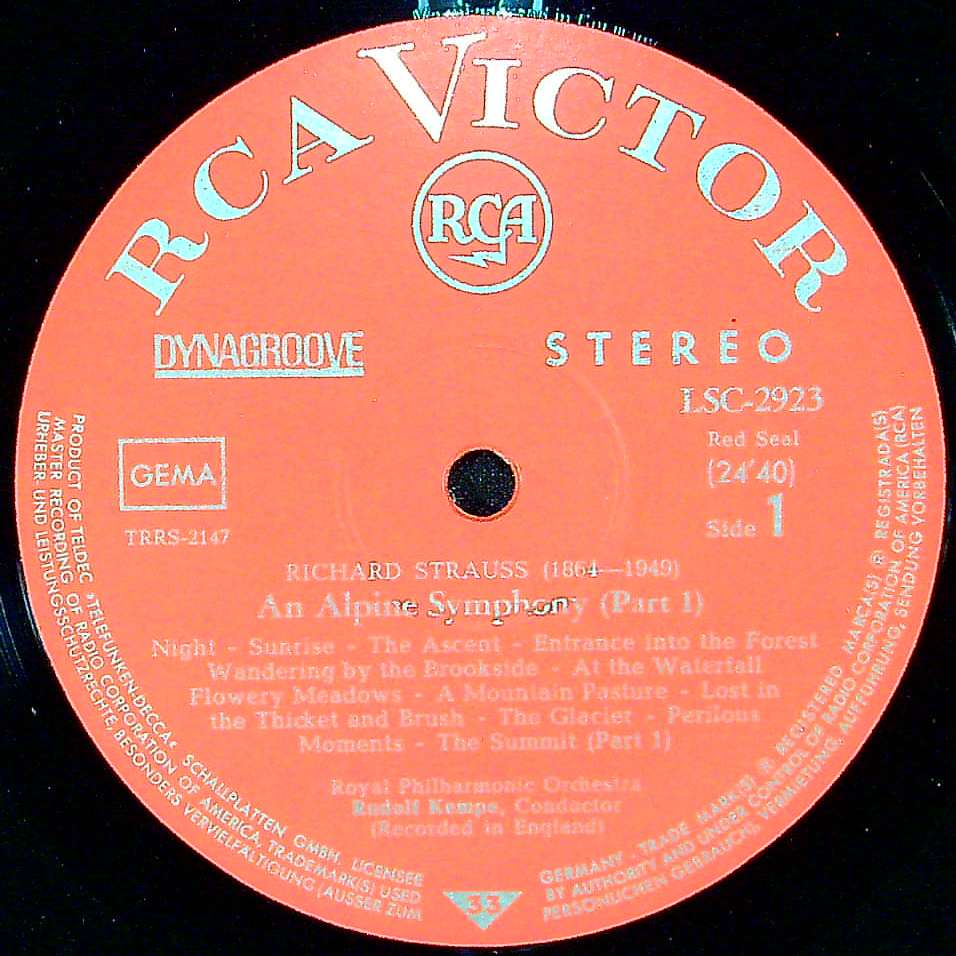 RCA VICTOR
RCA
DYNAGROOVE
STEREO
LSC-2923
Red Seal
(24'40)
Side 1
GEMA
TRRS-2147
RICHARD STRAUSS (1864—1949)
An Alpine Symphony (Part 1)
Night - Sunrise - The Ascent - Entrance into the Forest
Wandering by the Brookside - At the Waterfall
Flowery Meadows - A Mountain Pasture - Lost in
the Thicket and Brush - The Glacier - Perilous
Moments - The Summit (Part 1)
Royal Philharmonic Orchestra
Rudolf Kempe, Conductor
(Recorded in England)
33
PRODUCT OF TELDEC »TELEFUNKEN-DECCA« SCHALLPLATTEN GMBH. LICENSEE
MASTER RECORDING OF RADIO CORPORATION OF AMERICA, TRADEMARK(S) USED
URHEBER UND LEISTUNGSSCHUTZRECHTE, BESONDERS VERVIELFÄLTIGUNG (AUSSER ZUM
GERMANY - TRADE MARK(S) ® REGISTERED MARCA(S) ® REGISTRADA(S)
BY AUTHORITY AND UNDER CONTROL OF RADIO CORPORATION OF AMERICA (RCA)
PERSÖNLICHEN GEBRAUCH), VERMIETUNG, AUFFÜHRUNG, SENDUNG VORBEHALTEN